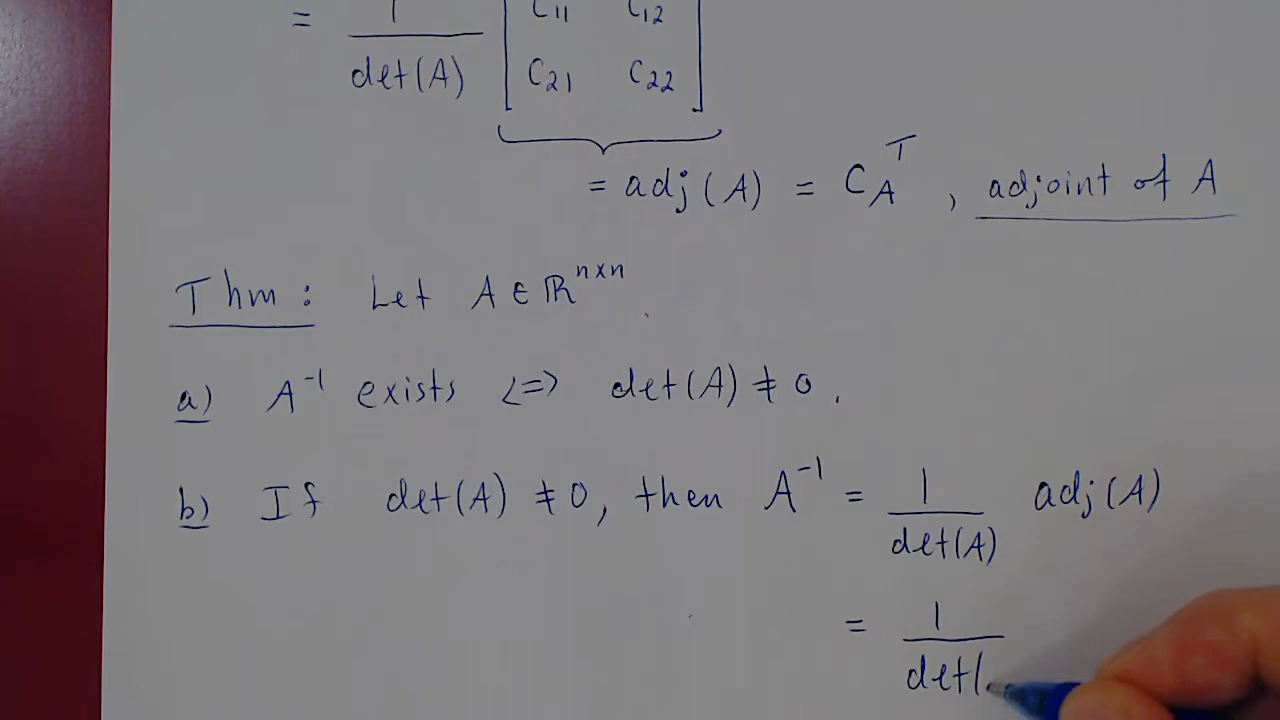 = 1/det(A) [C₁₁ C₁₂
C₂₁ C₂₂]
= adj(A) = C_A^T, adjoint of A
Thm: Let A ∈ ℝ^{n×n}
a) A⁻¹ exists <=> det(A) ≠ 0.
b) If det(A) ≠ 0, then A⁻¹ = 1/det(A) adj(A)
= 1/det(